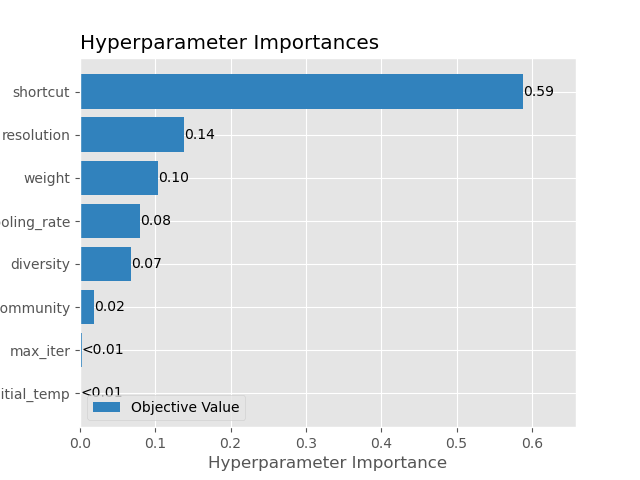 Hyperparameter Importances
shortcut 0.59
resolution 0.14
weight 0.10
oling_rate 0.08
diversity 0.07
ommunity 0.02
max_iter <0.01
itial_temp <0.01
Objective Value
0.0 0.1 0.2 0.3 0.4 0.5 0.6
Hyperparameter Importance